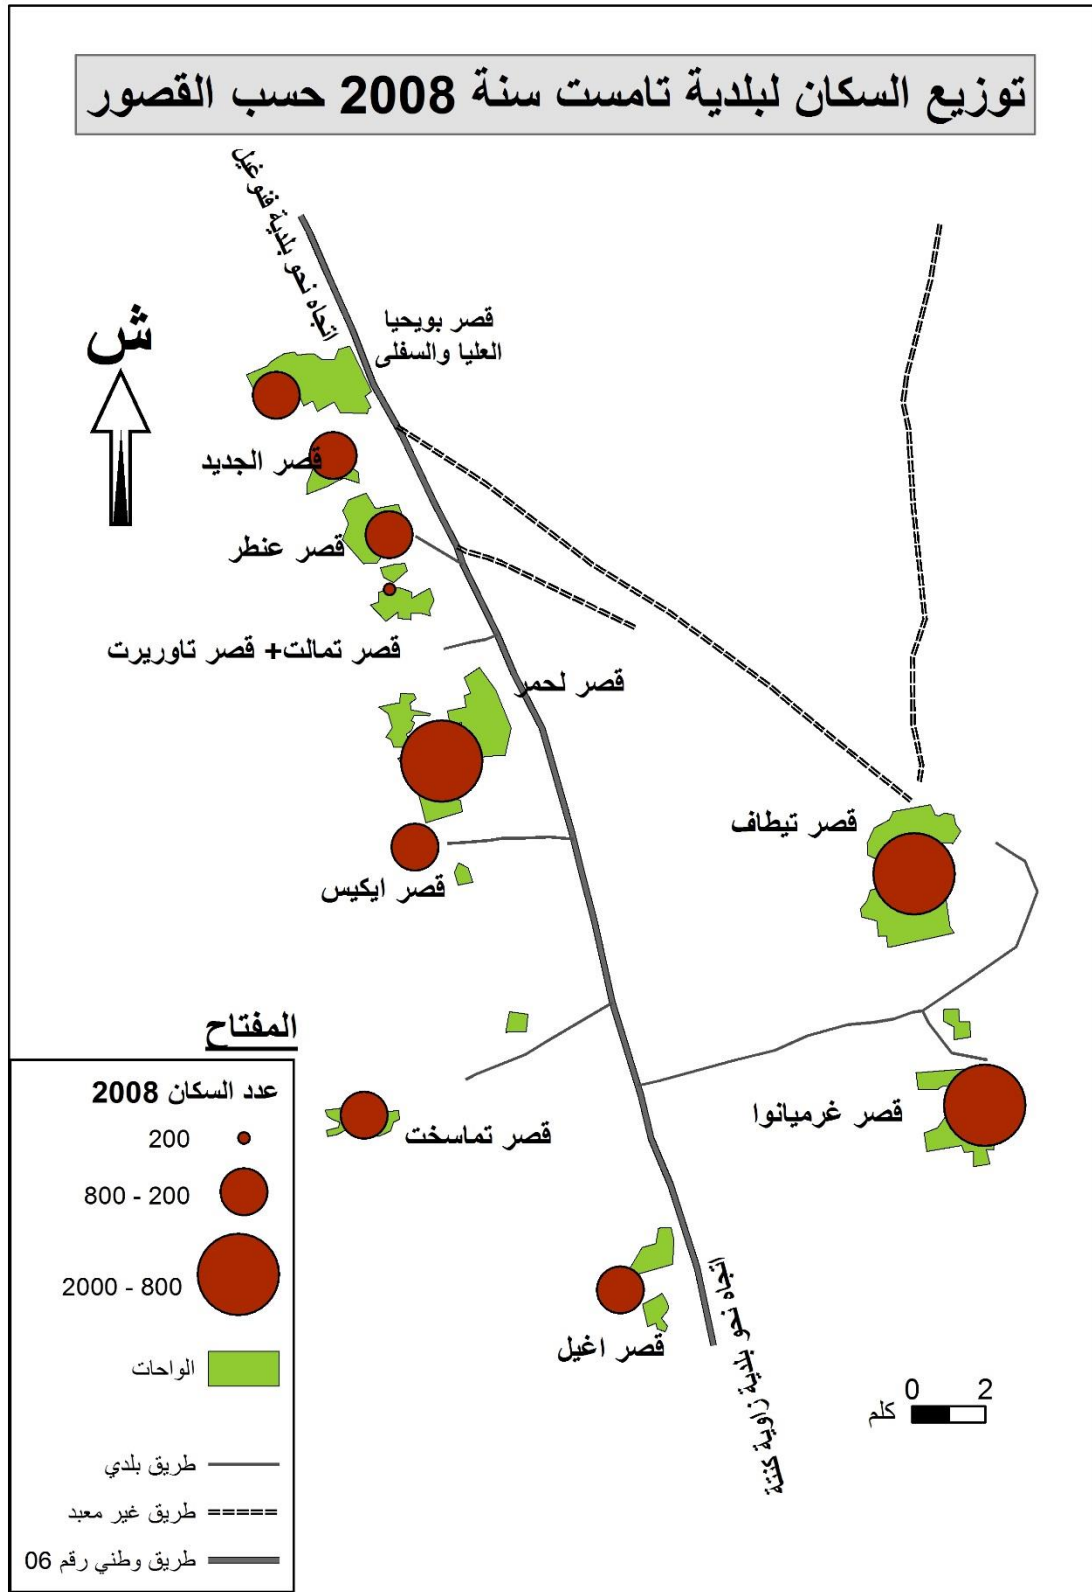 توزيع السكان لبلدية تامست سنة 2008 حسب القصور
اتجاه نحو بلدية فنوغيل
ش
قصر بويحيا
العليا والسفلى
قصر الجديد
قصر عنطر
قصر تمالت+ قصر تاوريرت
قصر لحمر
قصر تيطاف
قصر ايكيس
قصر غرميانوا
قصر تماسخت
قصر اغيل
اتجاه نحو بلدية زاوية كنتة
المفتاح
عدد السكان 2008
200
800 - 200
2000 - 800
الواحات
طريق بلدي
طريق غير معبد
طريق وطني رقم 06
0 2
كلم